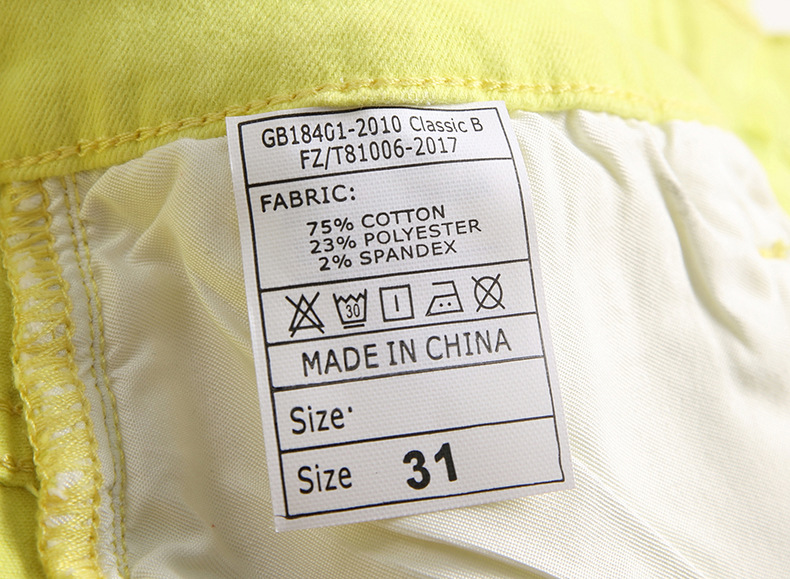 GB18401-2010 Classic B
FZ/T81006-2017
FABRIC:
75% COTTON
23% POLYESTER
2% SPANDEX
30
MADE IN CHINA
Size·
Size 31